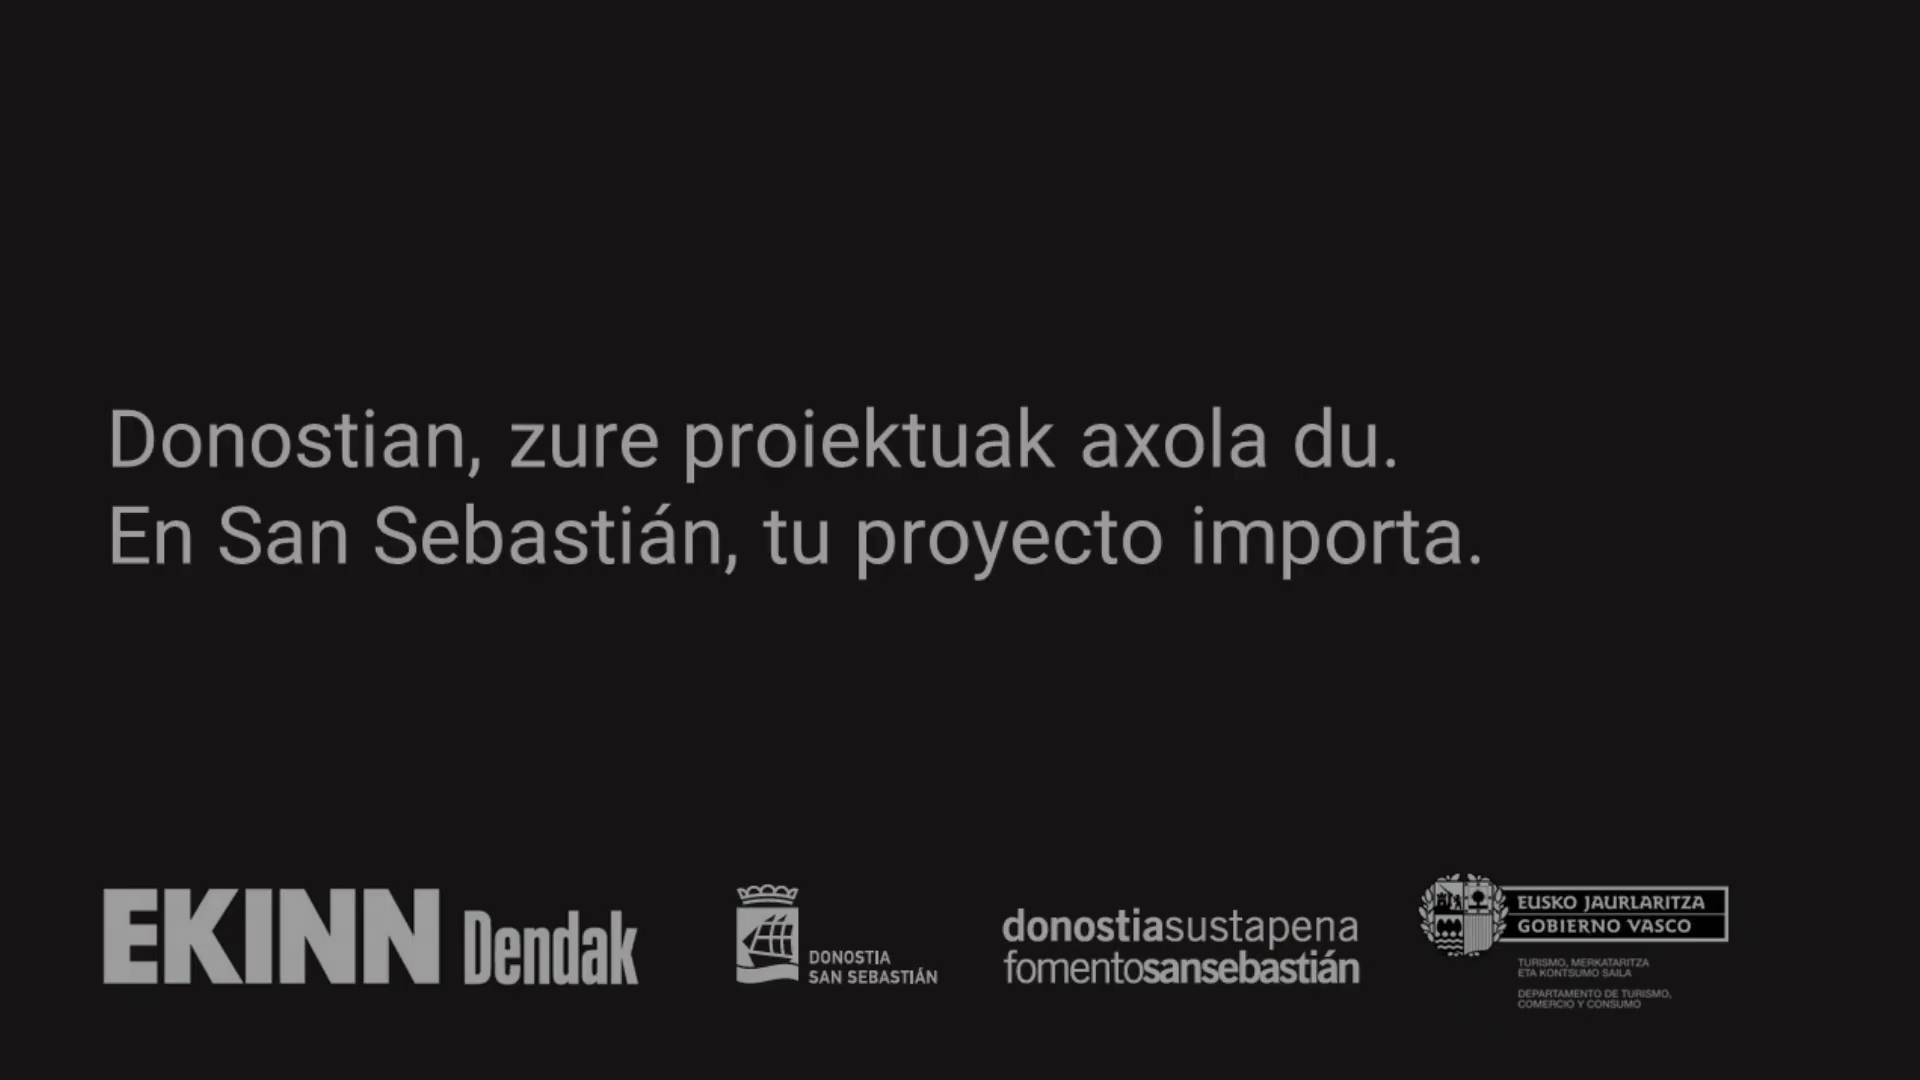 Donostian, zure proiektuak axola du.
En San Sebastián, tu proyecto importa.
EKINN Dendak
DONOSTIA
SAN SEBASTIÁN
donostiasustapena
fomentosansebastián
EUSKO JAURLARITZA
GOBIERNO VASCO
TURISMO, MERKATARITZA
ETA KONTSUMO SAILA
DEPARTAMENTO DE TURISMO,
COMERCIO Y CONSUMO